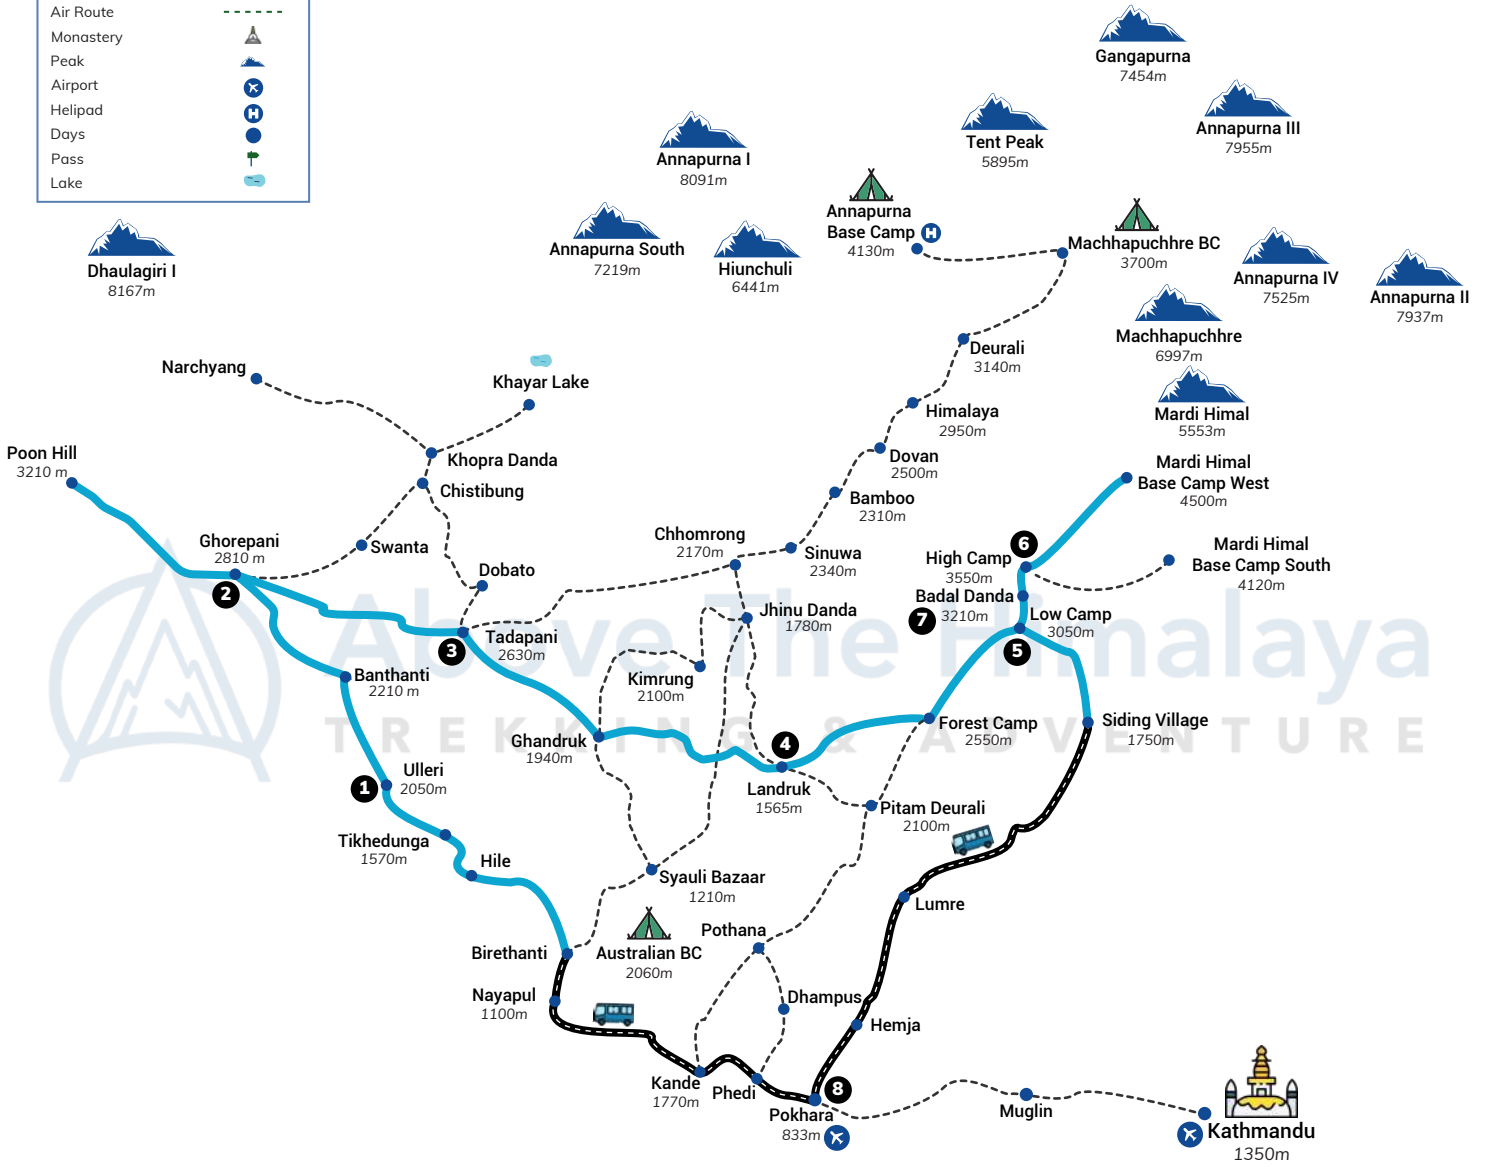 Air Route
Monastery
Peak
Airport
Helipad
H
Days
Pass
Lake
Gangapurna
7454m
Annapurna III
7955m
Tent Peak
5895m
Annapurna I
8091m
Annapurna
Base Camp
H
4130m
Machhapuchhre BC
3700m
Annapurna South
7219m
Hiunchuli
6441m
Dhaulagiri I
8167m
Annapurna IV
7525m
Annapurna II
7937m
Machhapuchhre
6997m
Deurali
3140m
Mardi Himal
5553m
Narchyang
Khayar Lake
Himalaya
2950m
Poon Hill
3210 m
Khopra Danda
Chistibung
Dovan
2500m
Mardi Himal
Base Camp West
4500m
Bamboo
2310m
Ghorepani
2810 m
2
Swanta
Chhomrong
2170m
Sinuwa
2340m
6
High Camp
3550m
Mardi Himal
Base Camp South
4120m
Dobato
Badal Danda
3210m
7
Jhinu Danda
1780m
Low Camp
3050m
5
Above The Himalaya
TREKKING & ADVENTURE
3
Tadapani
2630m
Banthanti
2210 m
Kimrung
2100m
Ghandruk
1940m
Forest Camp
2550m
Siding Village
1750m
4
Landruk
1565m
1
Ulleri
2050m
Pitam Deurali
2100m
Tikhedunga
1570m
Hile
Syauli Bazaar
1210m
Lumre
Pothana
Birethanti
Australian BC
2060m
Nayapul
1100m
Dhampus
Hemja
Kande
1770m
Phedi
8
Pokhara
833m
Muglin
Kathmandu
1350m